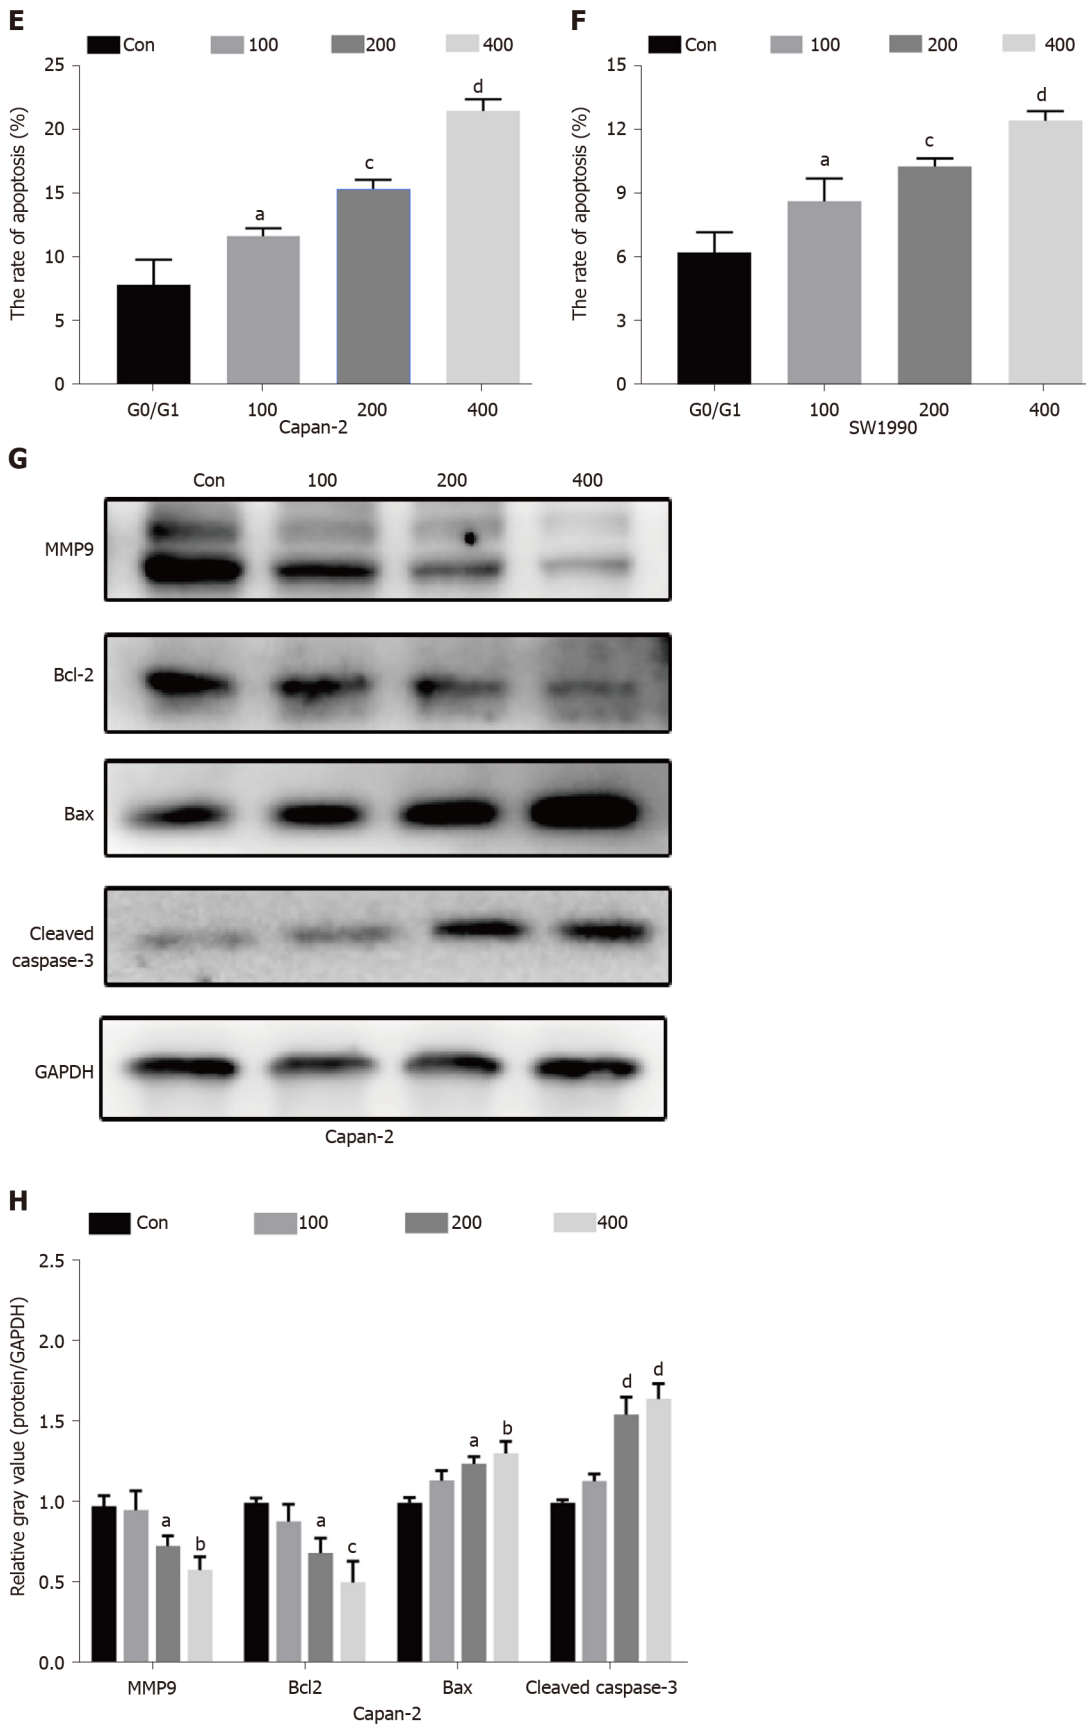 E
Con 100 200 400
25
20
15
10
5
0
The rate of apoptosis (%)
a
c
d
G0/G1 100 200 400
Capan-2
F
Con 100 200 400
15
12
9
6
3
0
The rate of apoptosis (%)
a
c
d
G0/G1 100 200 400
SW1990
G
Con 100 200 400
MMP9
Bcl-2
Bax
Cleaved
caspase-3
GAPDH
Capan-2
H
Con 100 200 400
2.5
2.0
1.5
1.0
0.5
0.0
Relative gray value (protein/GAPDH)
a
b
a
c
a
b
d
d
MMP9 Bcl2 Bax Cleaved caspase-3
Capan-2